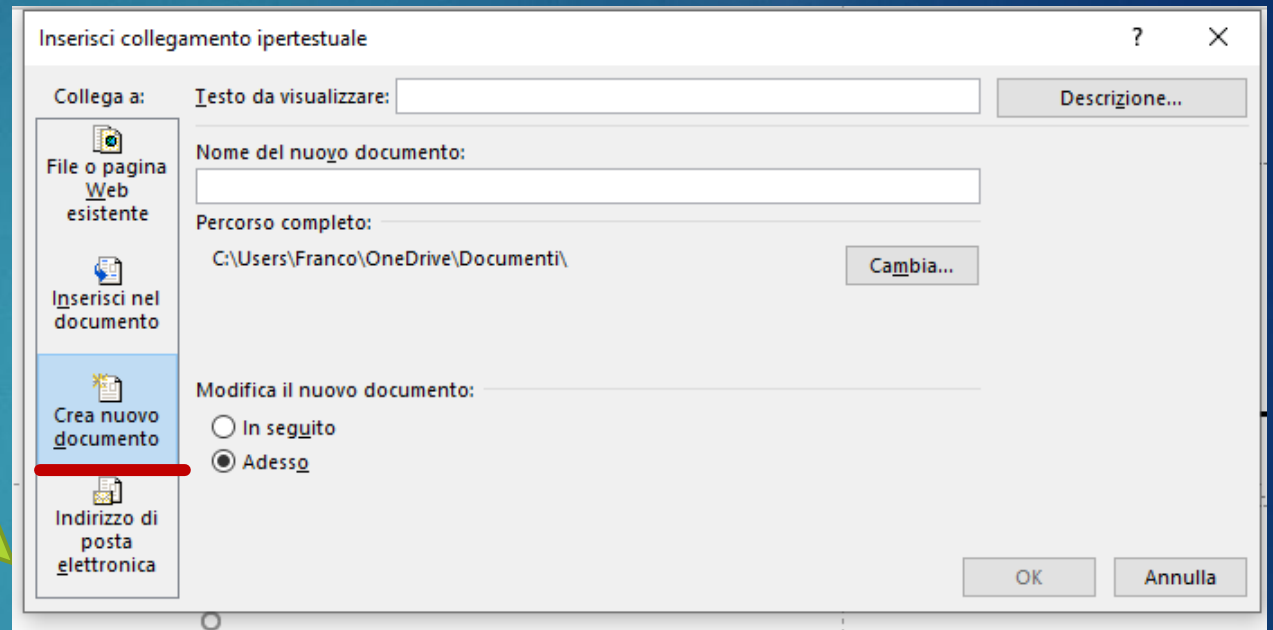 Inserisci collegamento ipertestuale
?
Collega a:
Testo da visualizzare:
Descrizione...
File o pagina
Web
esistente
Inserisci nel
documento
Crea nuovo
documento
Indirizzo di
posta
elettronica
Nome del nuovo documento:
Percorso completo:
C:\Users\Franco\OneDrive\Documenti\
Cambia...
Modifica il nuovo documento:
In seguito
Adesso
OK
Annulla